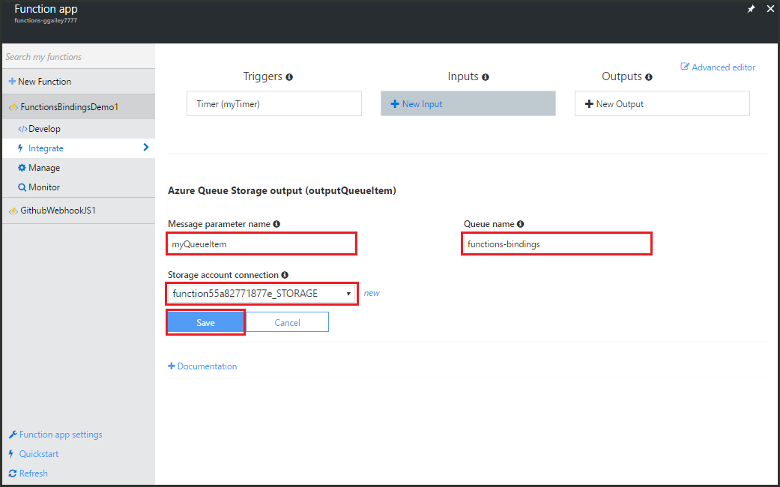 Function app
functions-ggailey7777
Search my functions
New Function
FunctionsBindingsDemo1
Develop
Integrate
Manage
Monitor
GithubWebhookJS1
Function app settings
Quickstart
Refresh
Advanced editor
Triggers
Inputs
Outputs
Timer (myTimer)
New Input
New Output
Azure Queue Storage output (outputQueueItem)
Message parameter name
Queue name
myQueueItem
functions-bindings
Storage account connection
function55a82771877e_STORAGE
new
Save
Cancel
Documentation